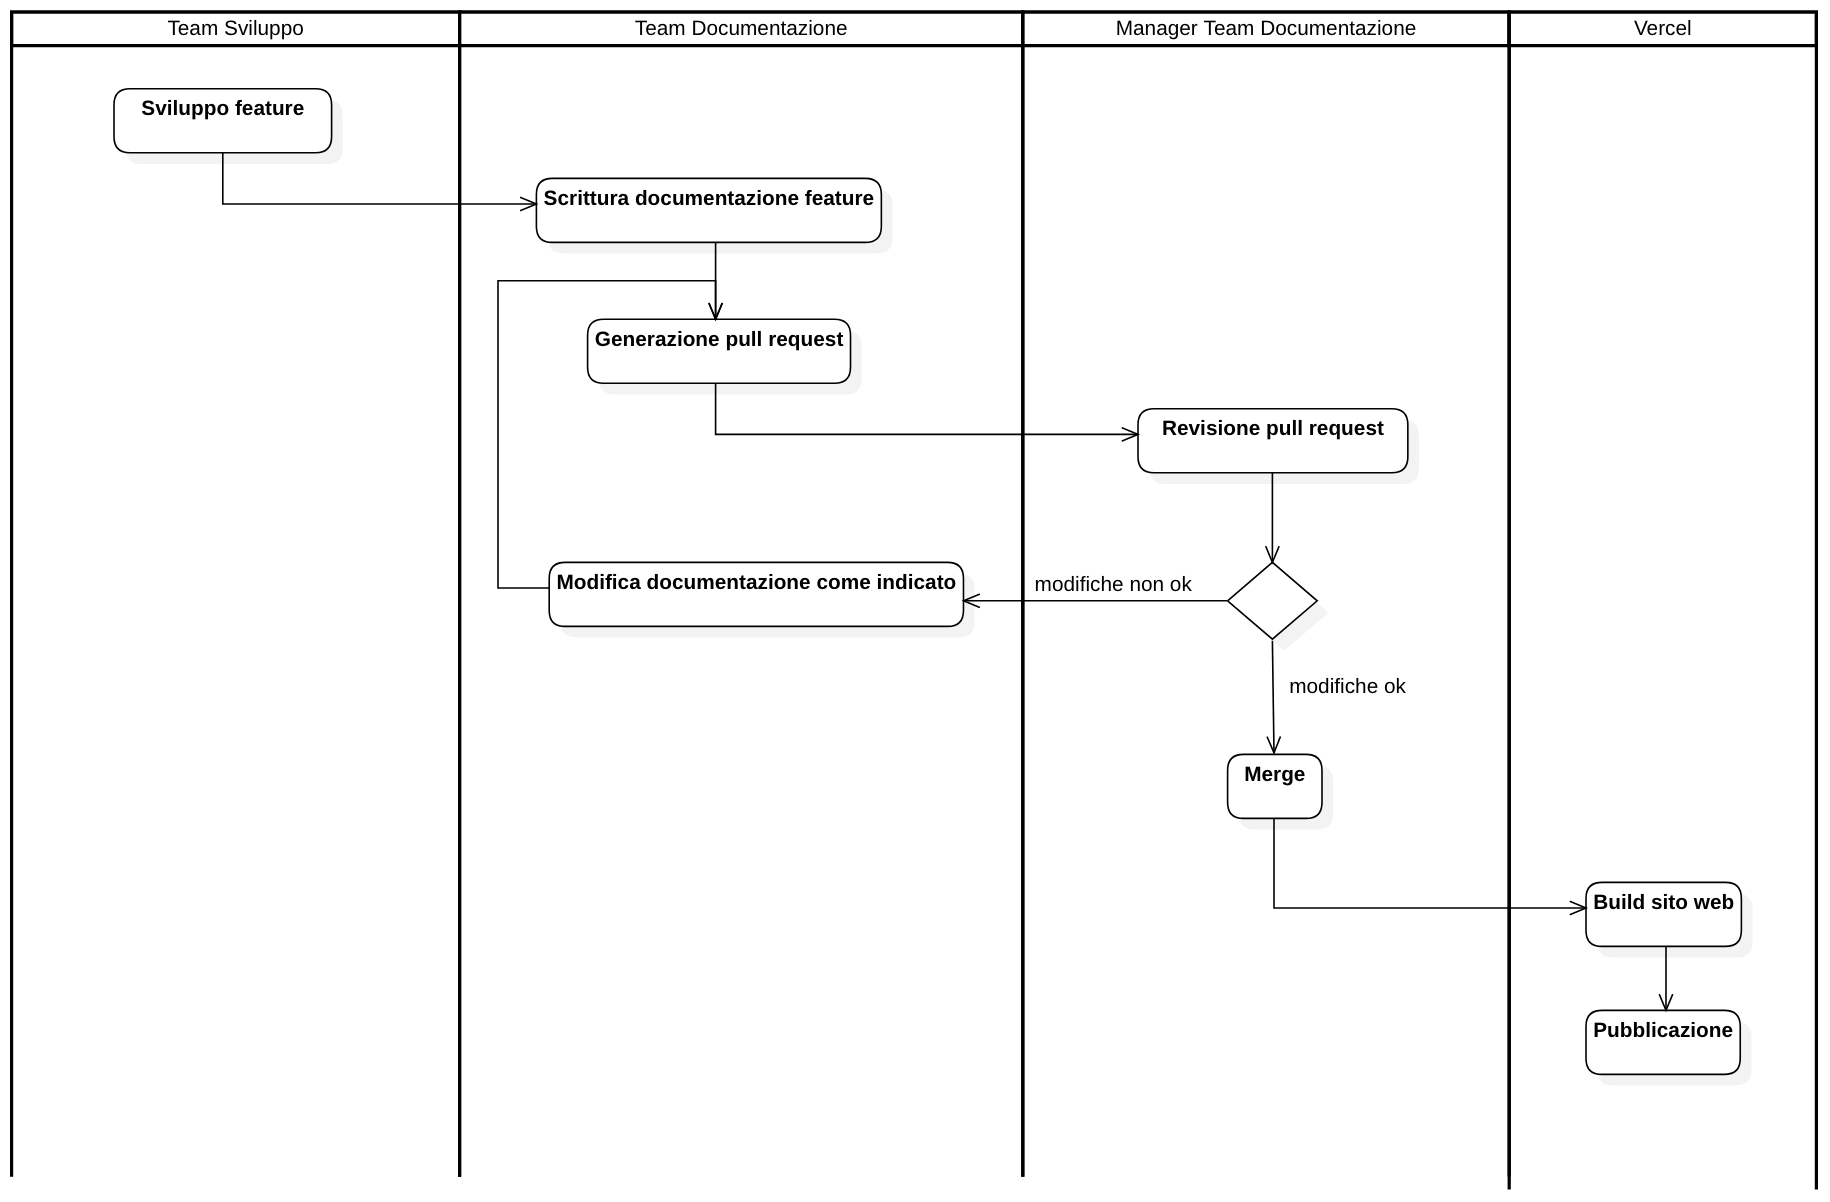 Team Sviluppo
Team Documentazione
Manager Team Documentazione
Vercel
Sviluppo feature
Scrittura documentazione feature
Generazione pull request
Revisione pull request
Modifica documentazione come indicato
modifiche non ok
modifiche ok
Merge
Build sito web
Pubblicazione